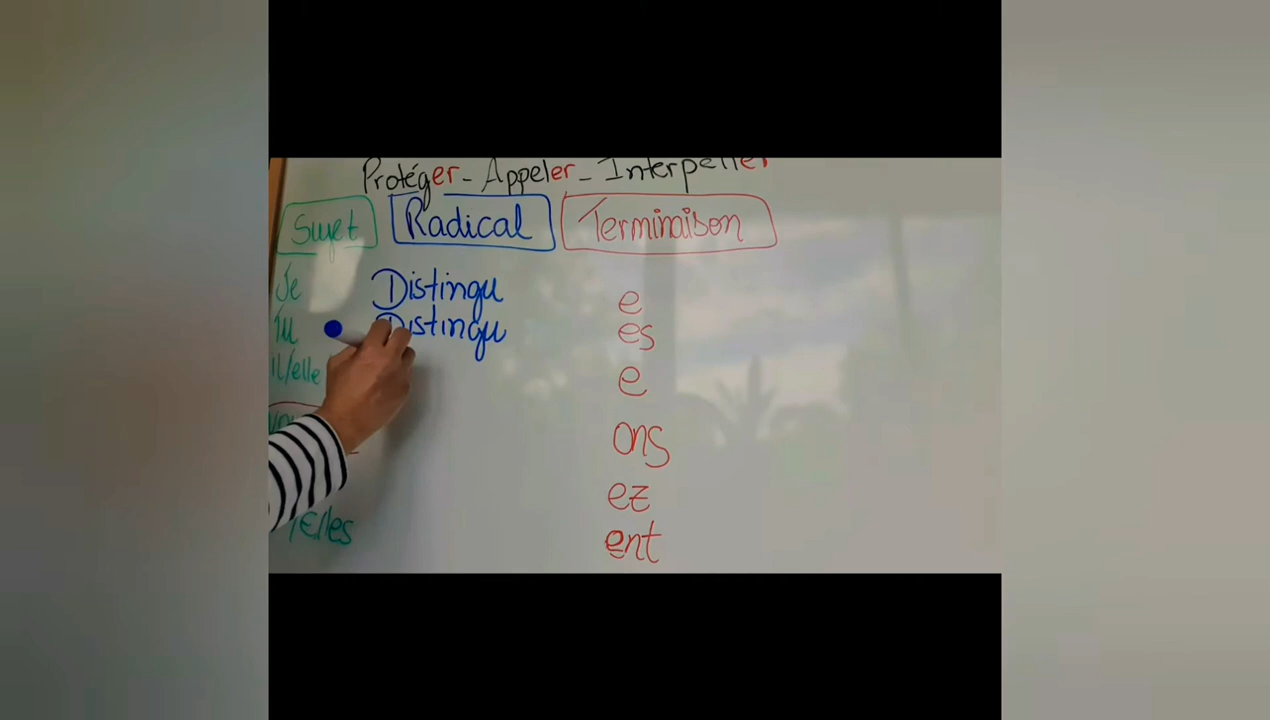 Protéger - Appeler - Interpeller
Sujet Radical Terminaison
Je Distingu e
Tu Distingu es
il/elle e
ons
ez
ent